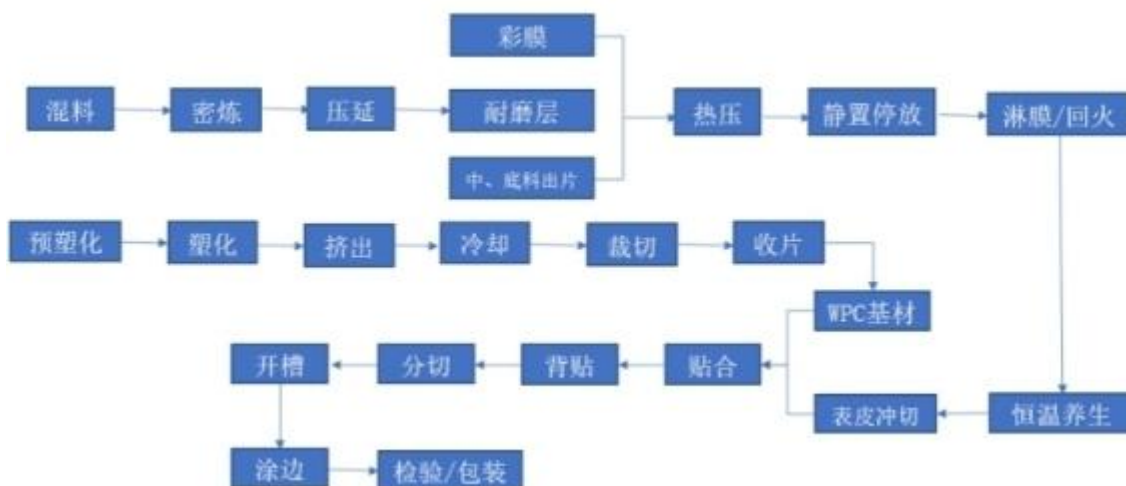 彩膜
混料
密炼
压延
耐磨层
热压
静置停放
淋膜/回火
中、底料出片
预塑化
塑化
挤出
冷却
裁切
收片
WPC基材
开槽
分切
背贴
贴合
表皮冲切
恒温养生
涂边
检验/包装